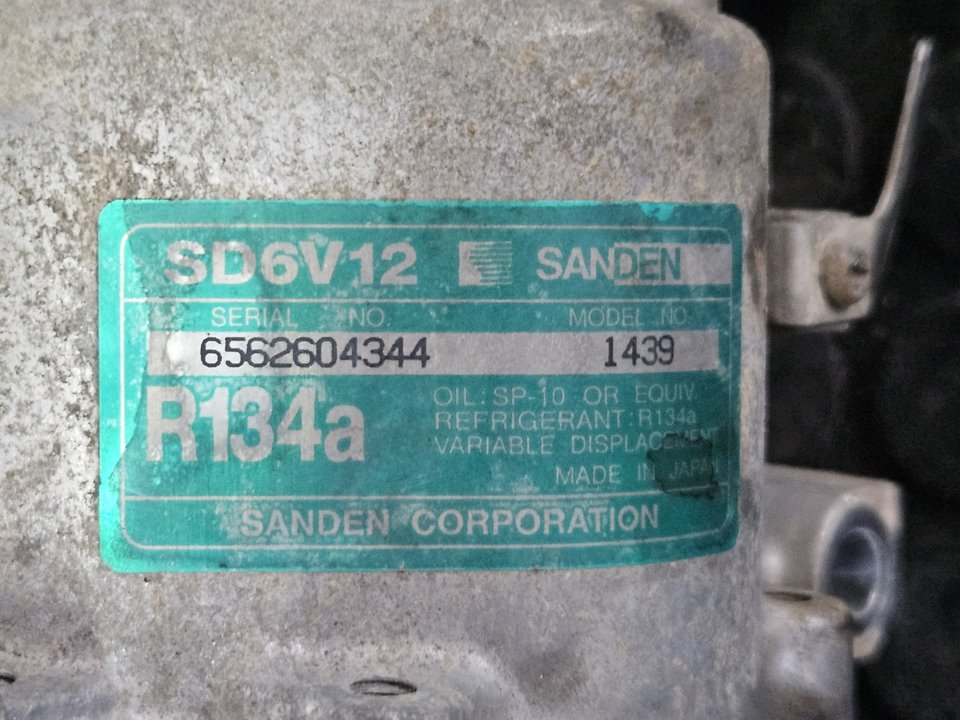 SD6V12 SANDEN
SERIAL NO. MODEL NO.
6562604344 1439
R134a
OIL: SP-10 OR EQUIV.
REFRIGERANT: R134a
VARIABLE DISPLACEMENT
MADE IN JAPAN
SANDEN CORPORATION